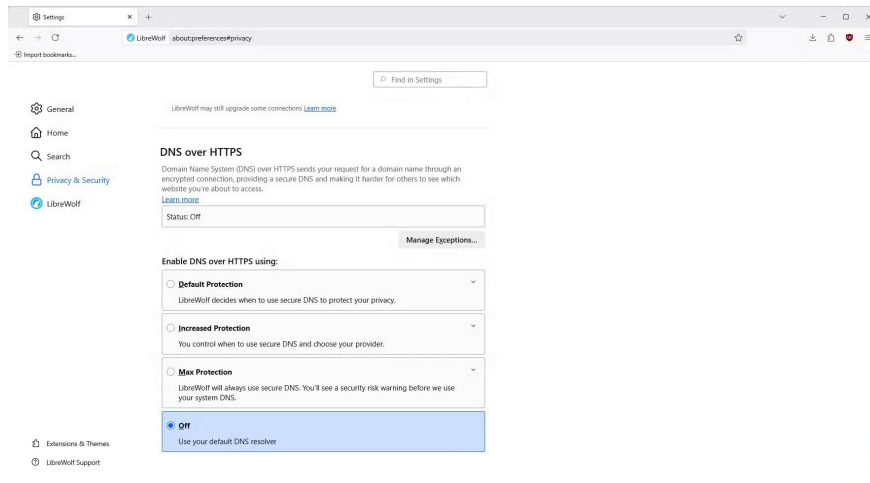 Settings
LibreWolf about:preferences#privacy
Import bookmarks...
Find in Settings
General
Home
Search
Privacy & Security
LibreWolf
LibreWolf may still upgrade some connections Learn more
DNS over HTTPS
Domain Name System (DNS) over HTTPS sends your request for a domain name through an
encrypted connection, providing a secure DNS and making it harder for others to see which
website you're about to access.
Learn more
Status: Off
Manage Exceptions...
Enable DNS over HTTPS using:
Default Protection
LibreWolf decides when to use secure DNS to protect your privacy.
Increased Protection
You control when to use secure DNS and choose your provider.
Max Protection
LibreWolf will always use secure DNS. You'll see a security risk warning before we use
your system DNS.
Off
Use your default DNS resolver
Extensions & Themes
LibreWolf Support